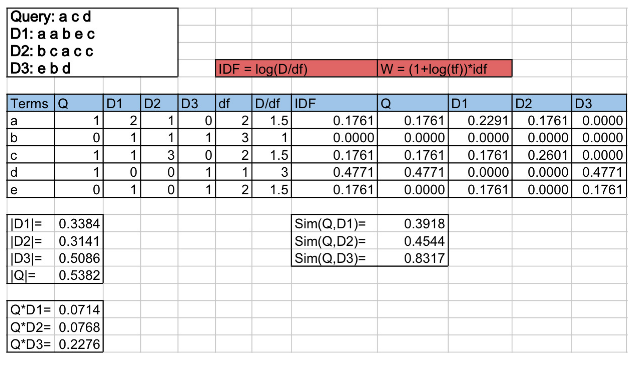 Query: a c d
D1: a a b e c
D2: b c a c c
D3: e b d
IDF = log(D/df) W = (1+log(tf))*idf
Terms Q D1 D2 D3 df D/df IDF Q D1 D2 D3
a 1 2 1 0 2 1.5 0.1761 0.1761 0.2291 0.1761 0.0000
b 0 1 1 1 3 1 0.0000 0.0000 0.0000 0.0000 0.0000
c 1 1 3 0 2 1.5 0.1761 0.1761 0.1761 0.2601 0.0000
d 1 0 0 1 1 3 0.4771 0.4771 0.0000 0.0000 0.4771
e 0 1 0 1 2 1.5 0.1761 0.0000 0.1761 0.0000 0.1761
|D1|= 0.3384 Sim(Q,D1)= 0.3918
|D2|= 0.3141 Sim(Q,D2)= 0.4544
|D3|= 0.5086 Sim(Q,D3)= 0.8317
|Q|= 0.5382
Q*D1= 0.0714
Q*D2= 0.0768
Q*D3= 0.2276